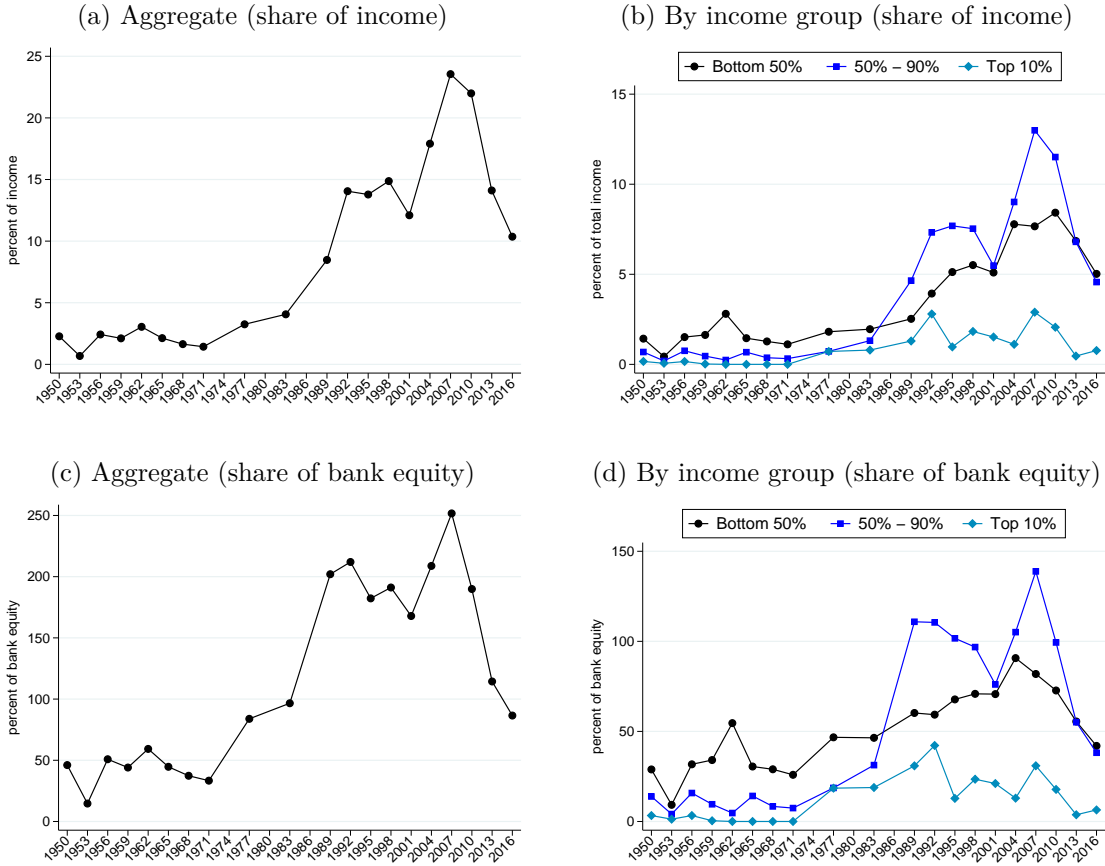 (a) Aggregate (share of income)
percent of income
25
20
15
10
5
0
1950 1953 1956 1959 1962 1965 1968 1971 1974 1977 1980 1983 1986 1989 1992 1995 1998 2001 2004 2007 2010 2013 2016
(b) By income group (share of income)
Bottom 50% 50% − 90% Top 10%
percent of total income
15
10
5
0
1950 1953 1956 1959 1962 1965 1968 1971 1974 1977 1980 1983 1986 1989 1992 1995 1998 2001 2004 2007 2010 2013 2016
(c) Aggregate (share of bank equity)
percent of bank equity
250
200
150
100
50
0
1950 1953 1956 1959 1962 1965 1968 1971 1974 1977 1980 1983 1986 1989 1992 1995 1998 2001 2004 2007 2010 2013 2016
(d) By income group (share of bank equity)
Bottom 50% 50% − 90% Top 10%
percent of bank equity
150
100
50
0
1950 1953 1956 1959 1962 1965 1968 1971 1974 1977 1980 1983 1986 1989 1992 1995 1998 2001 2004 2007 2010 2013 2016